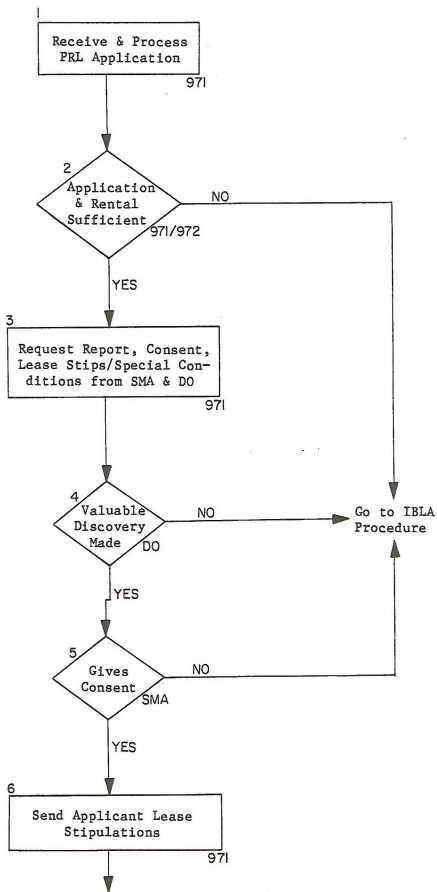 1
Receive & Process
PRL Application
971
2
Application
& Rental
Sufficient
971/972
NO
YES
3
Request Report, Consent,
Lease Stips/Special Con-
ditions from SMA & DO
971
4
Valuable
Discovery
Made
DO
NO
Go to IBLA
Procedure
YES
5
Gives
Consent
SMA
NO
YES
6
Send Applicant Lease
Stipulations
971